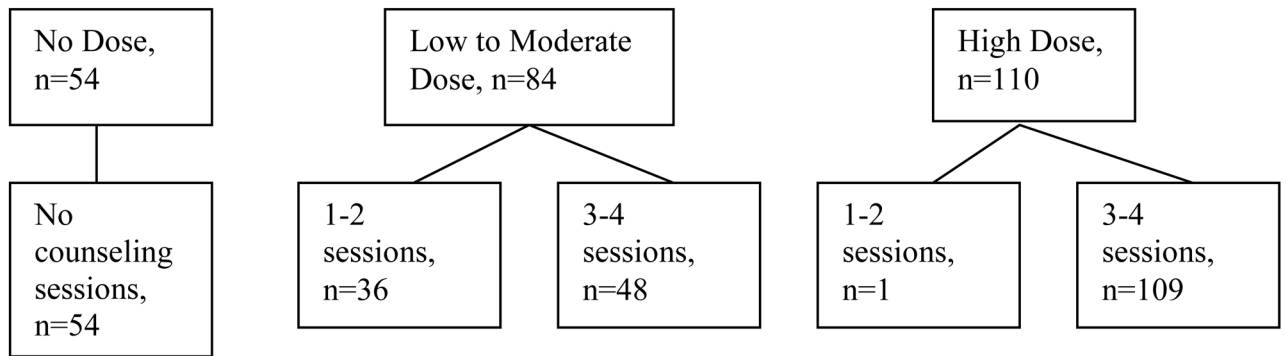 No Dose,
n=54
Low to Moderate
Dose, n=84
High Dose,
n=110
No
counseling
sessions,
n=54
1-2
sessions,
n=36
3-4
sessions,
n=48
1-2
sessions,
n=1
3-4
sessions,
n=109